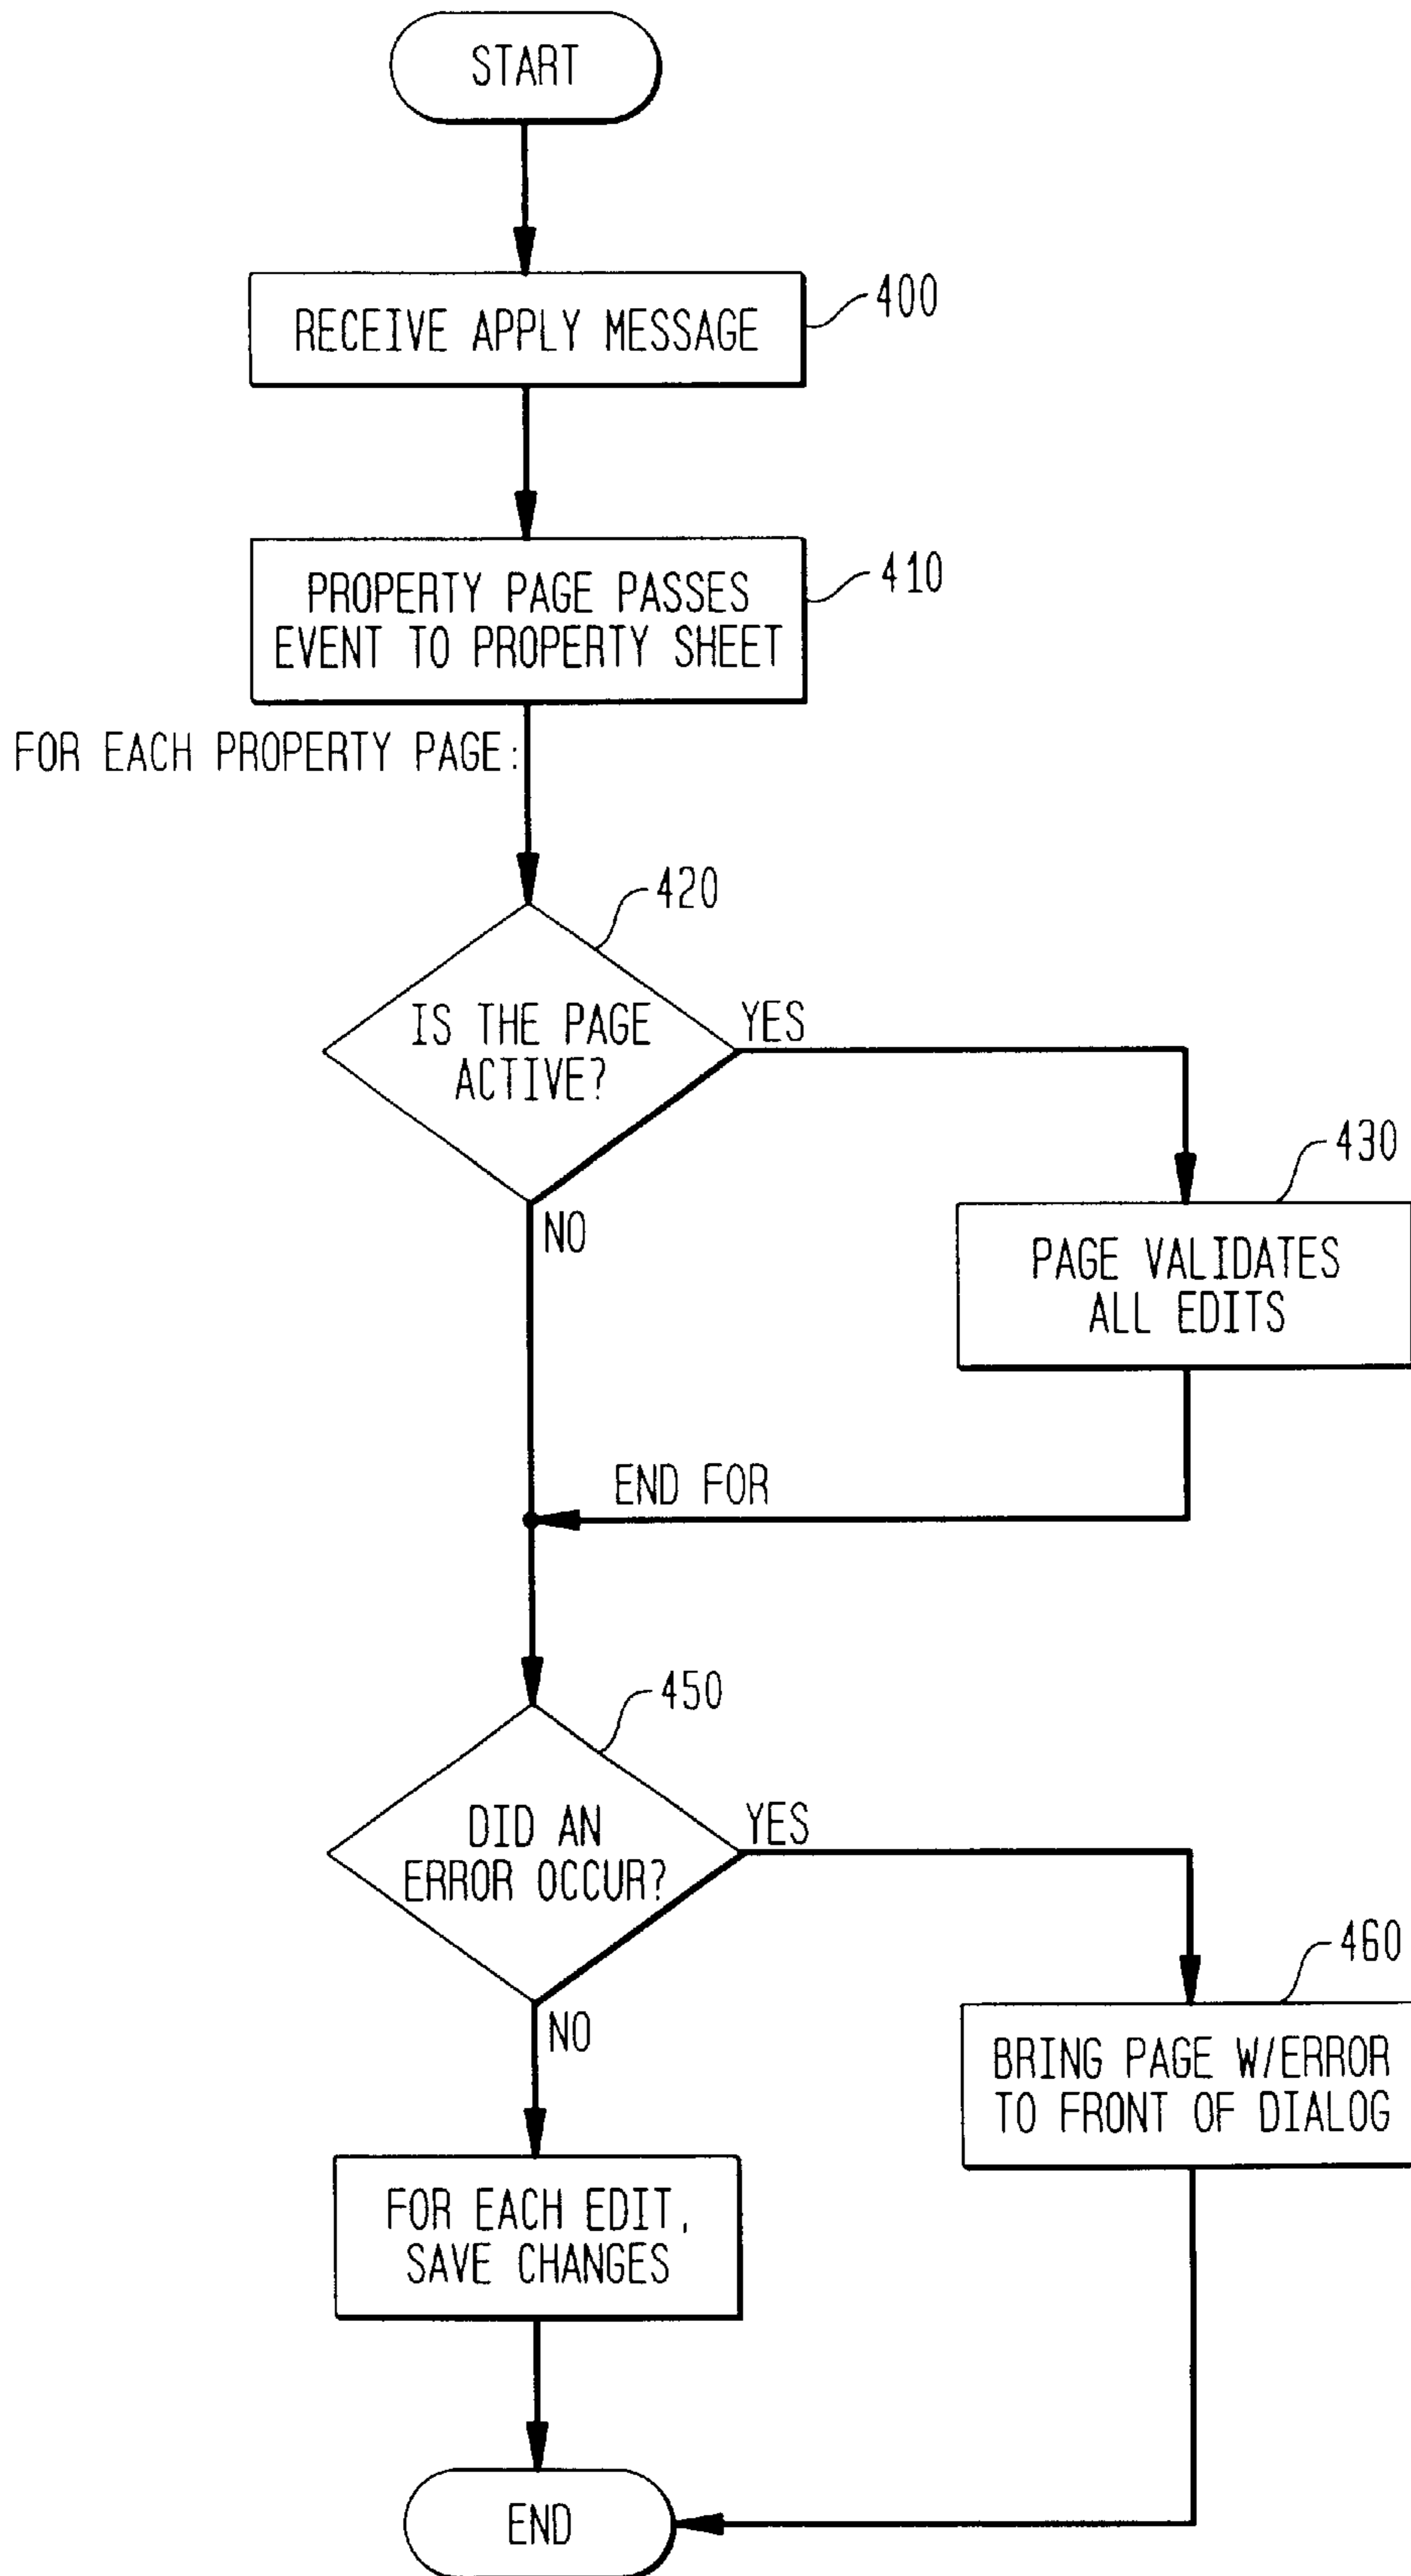 START
RECEIVE APPLY MESSAGE
400
PROPERTY PAGE PASSES
EVENT TO PROPERTY SHEET
410
FOR EACH PROPERTY PAGE:
420
IS THE PAGE
ACTIVE?
YES
NO
430
PAGE VALIDATES
ALL EDITS
END FOR
450
DID AN
ERROR OCCUR?
YES
NO
460
BRING PAGE W/ERROR
TO FRONT OF DIALOG
FOR EACH EDIT,
SAVE CHANGES
END